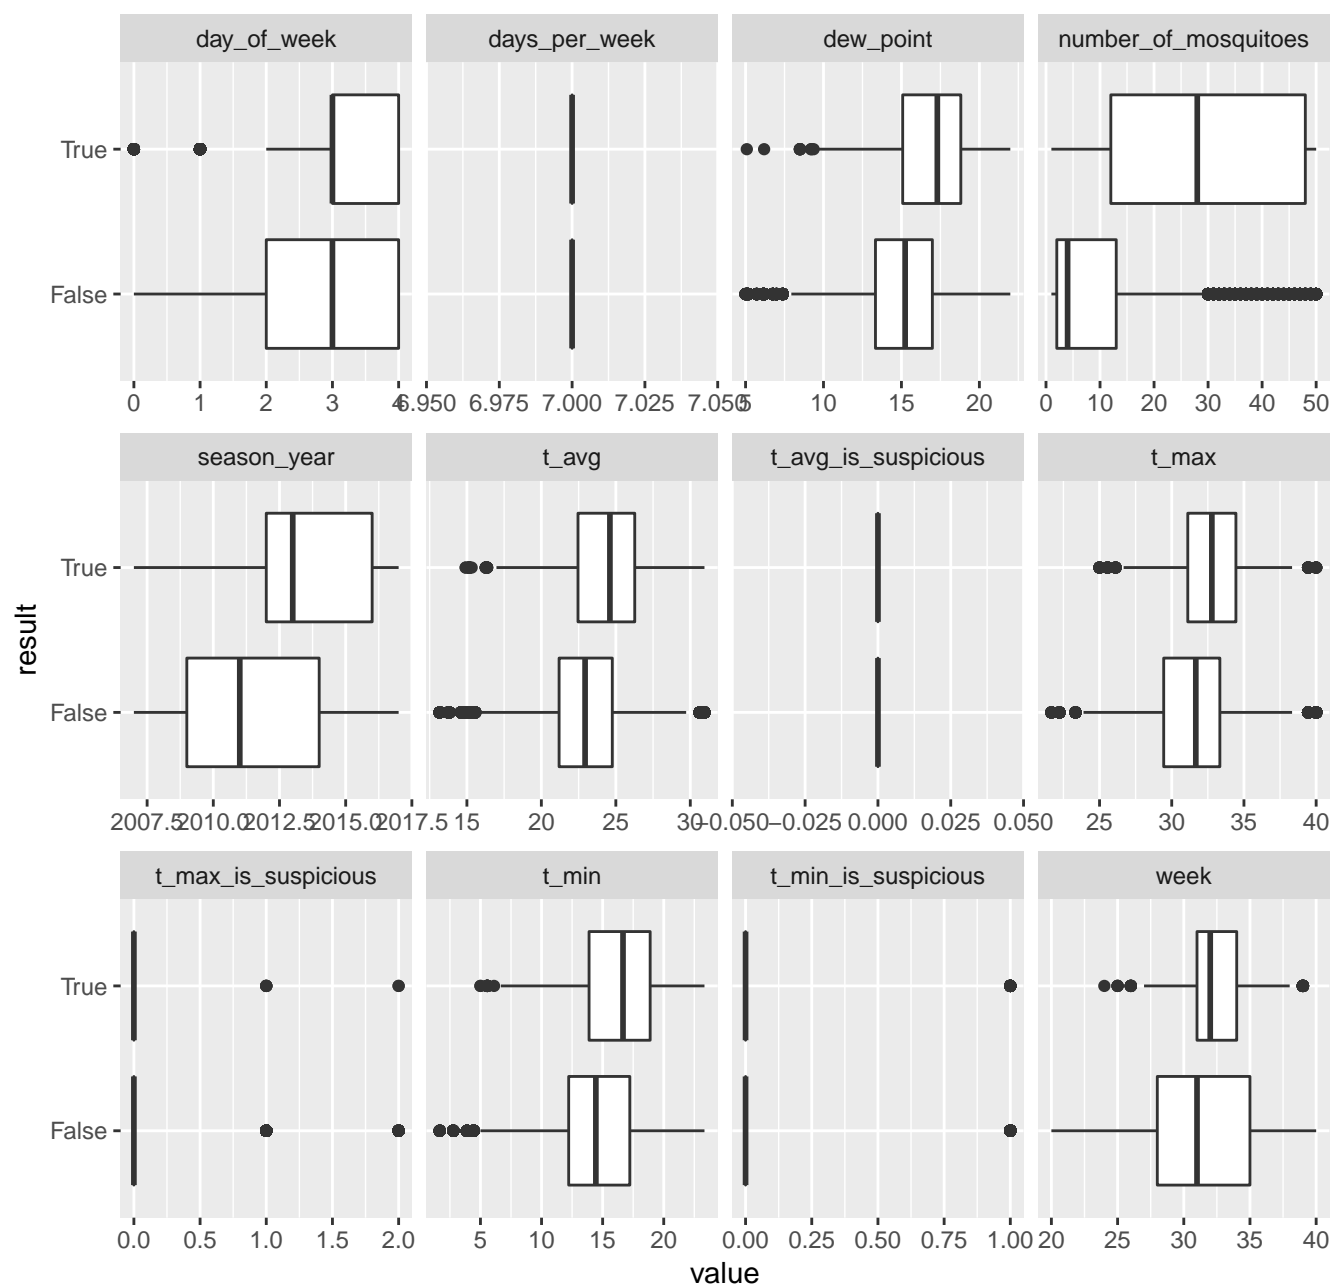 day_of_week days_per_week dew_point number_of_mosquitoes
True
False
0 1 2 3 4 6.950 6.975 7.000 7.025 7.050 5 10 15 20 0 10 20 30 40 50
season_year t_avg t_avg_is_suspicious t_max
True
False
2007.5 2010.0 2012.5 2015.0 2017.5 15 20 25 30 −0.050 −0.025 0.000 0.025 0.050 25 30 35 40
t_max_is_suspicious t_min t_min_is_suspicious week
True
False
0.0 0.5 1.0 1.5 2.0 5 10 15 20 0.00 0.25 0.50 0.75 1.00 20 25 30 35 40
value
result